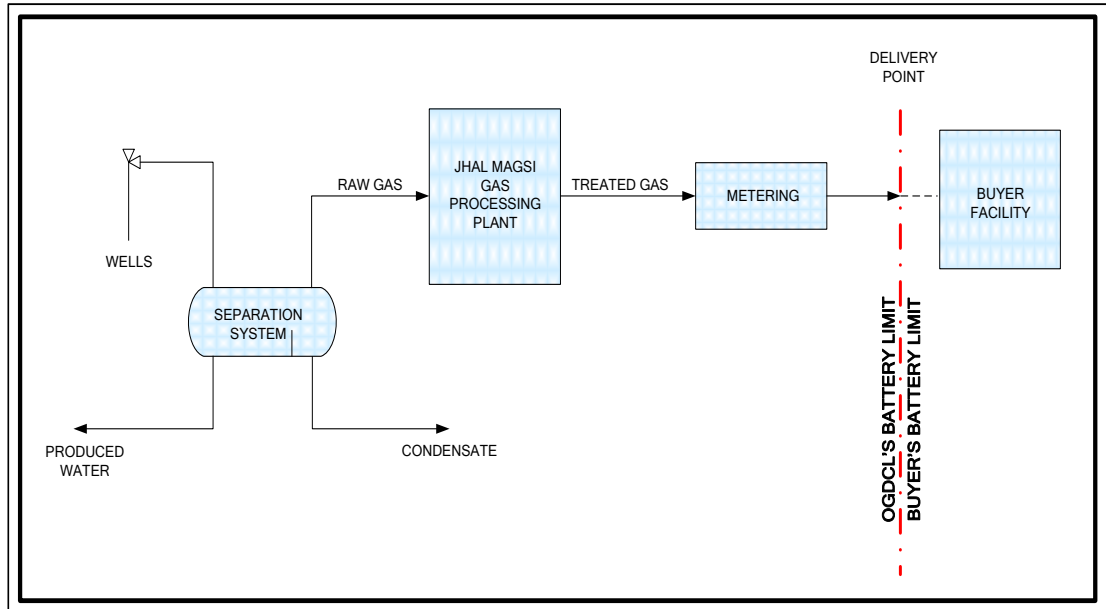 DELIVERY
POINT
JHAL MAGSI
GAS
PROCESSING
PLANT
RAW GAS
TREATED GAS
METERING
BUYER
FACILITY
WELLS
SEPARATION
SYSTEM
OGDCL'S BATTERY LIMIT
BUYER'S BATTERY LIMIT
PRODUCED
WATER
CONDENSATE